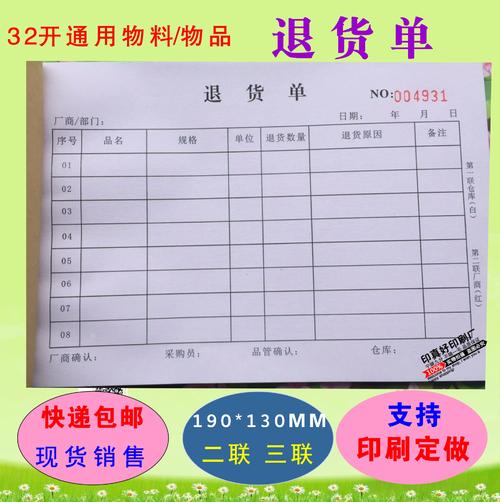 32开通用物料/物品 退货单
退货单 NO:004931
厂商/部门: 日期: 年 月 日
序号 品名 规格 单位 退货数量 退货原因 备注
01
02
03
04
05
06
07
08
第一联仓库(白)
第二联厂商(红)
厂商确认: 采购员: 品管确认: 仓库:
印真好印刷厂
100%
快递包邮
现货销售
190*130MM
二联 三联
支持
印刷定做